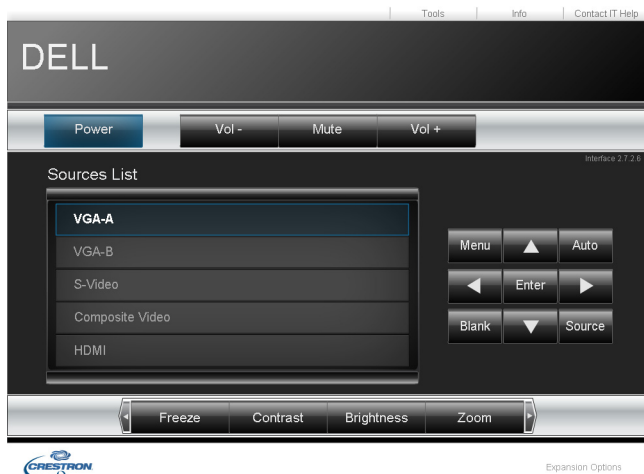 Tools Info Contact IT Help
DELL
Power Vol - Mute Vol +
Interface 2.7.2.6
Sources List
VGA-A
VGA-B
S-Video
Composite Video
HDMI
Menu Auto
Enter
Blank Source
Freeze Contrast Brightness Zoom
CRESTRON
Expansion Options